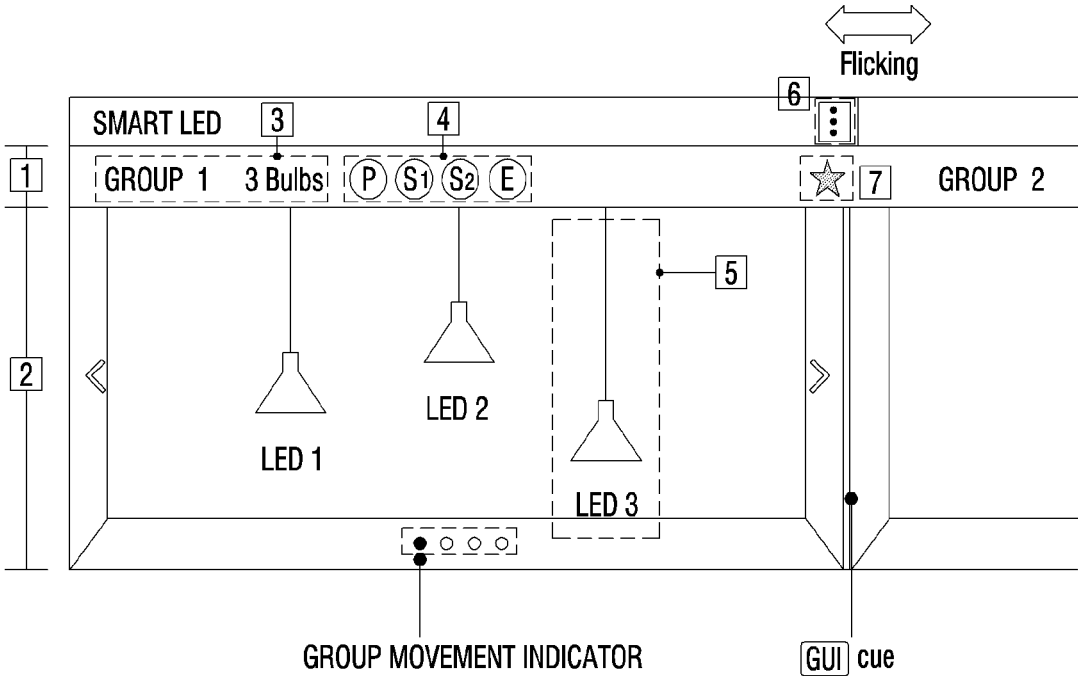 Flicking
6
SMART LED 3 4
1 GROUP 1 3 Bulbs P S1 S2 E 7 GROUP 2
5
2
LED 2
LED 1
LED 3
GROUP MOVEMENT INDICATOR GUI cue